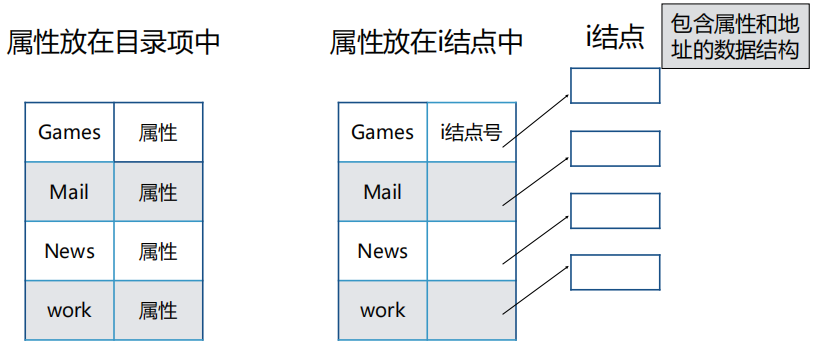 属性放在目录项中
Games 属性
Mail 属性
News 属性
work 属性
属性放在i结点中
Games i结点号
Mail
News
work
i结点
包含属性和地
址的数据结构